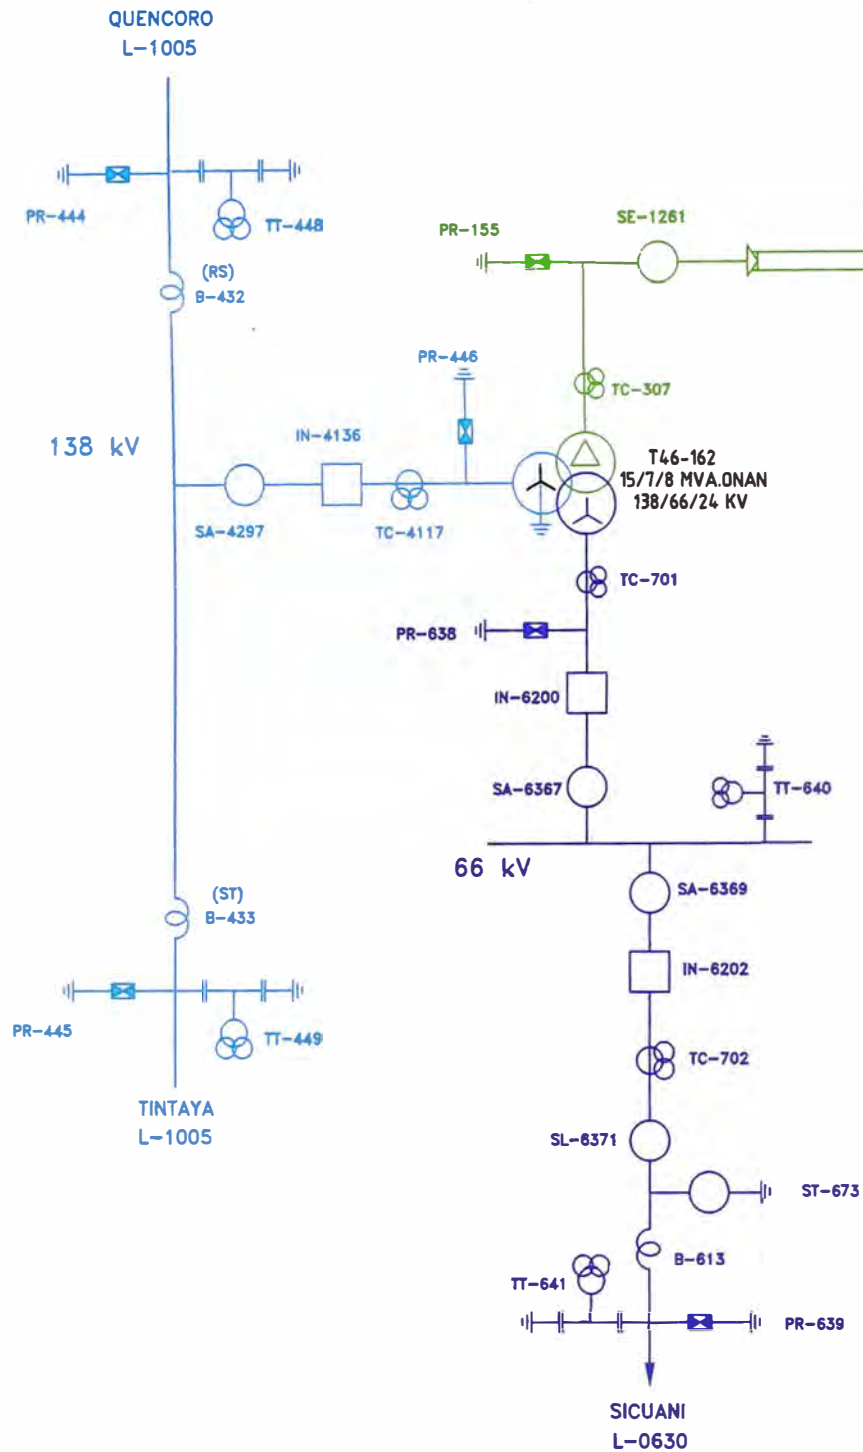 QUENCORO
L-1005
PR-444
TT-448
(RS)
B-432
PR-155
SE-1261
PR-446
TC-307
138 kV
IN-4136
SA-4297
TC-4117
T46-162
15/7/8 MVA.ONAN
138/66/24 KV
TC-701
PR-638
IN-6200
SA-6367
TT-640
66 kV
(ST)
B-433
SA-6369
IN-6202
PR-445
TT-449
TC-702
TINTAYA
L-1005
SL-6371
ST-673
B-613
TT-641
PR-639
SICUANI
L-0630